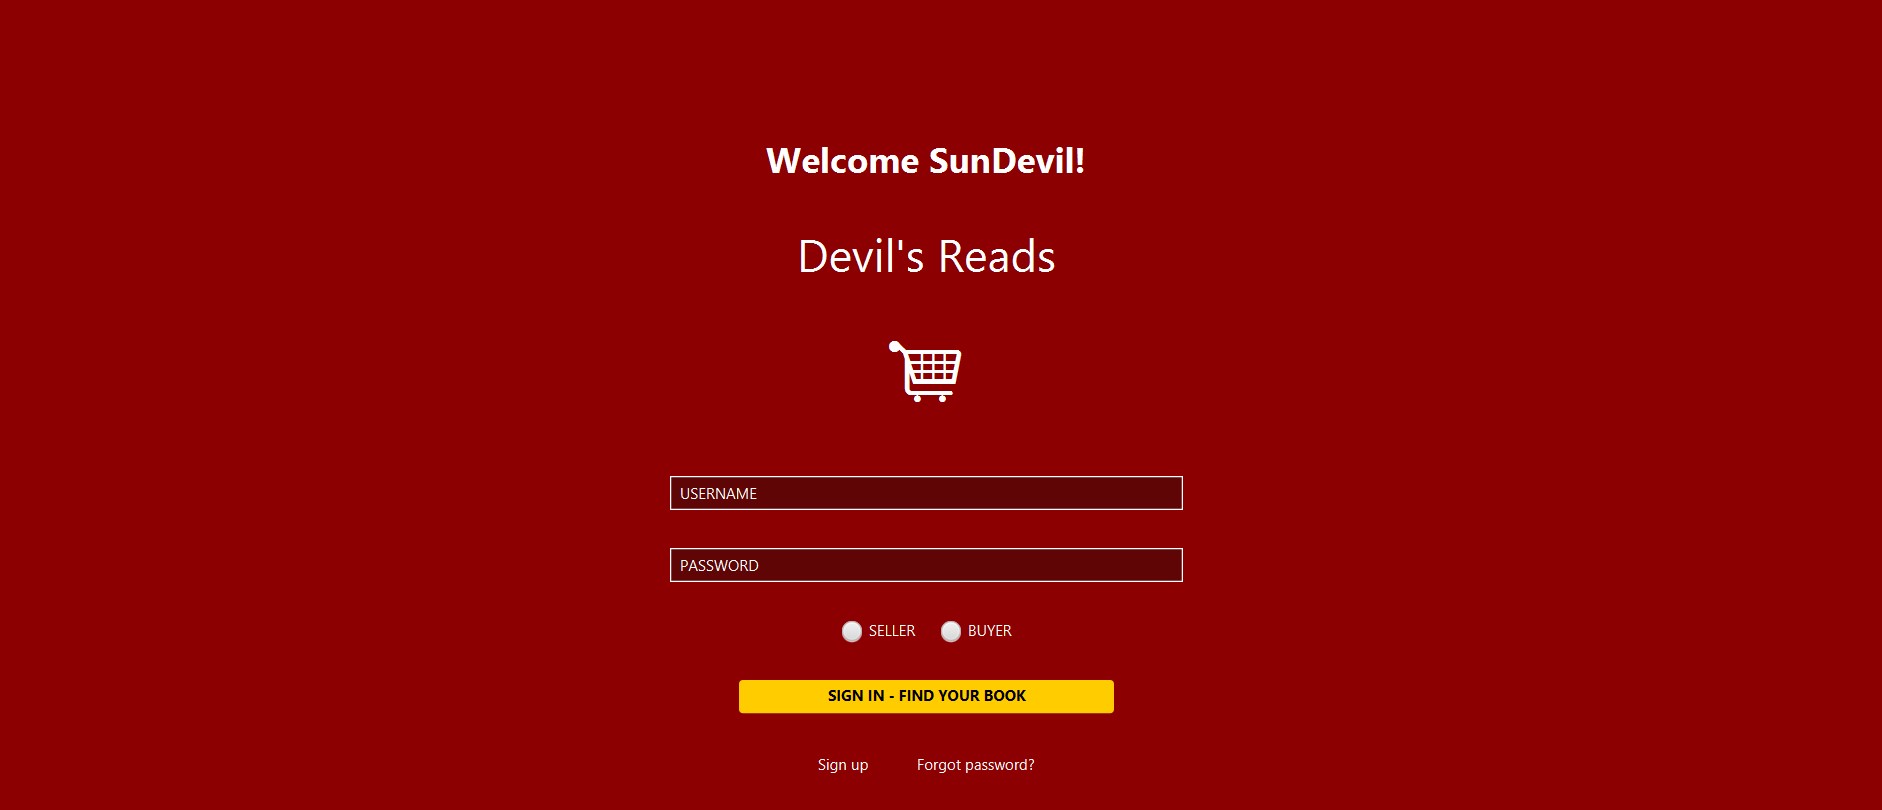 Welcome SunDevil!
Devil's Reads
USERNAME
PASSWORD
SELLER BUYER
SIGN IN - FIND YOUR BOOK
Sign up Forgot password?